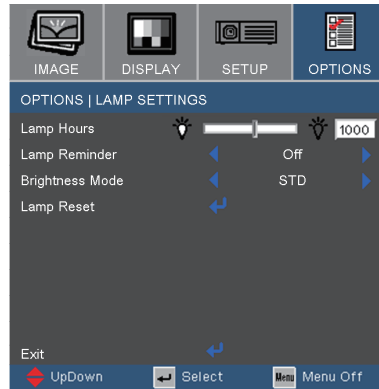 IMAGE DISPLAY SETUP OPTIONS
OPTIONS | LAMP SETTINGS
Lamp Hours 1000
Lamp Reminder Off
Brightness Mode STD
Lamp Reset
Exit
UpDown Select Menu Menu Off